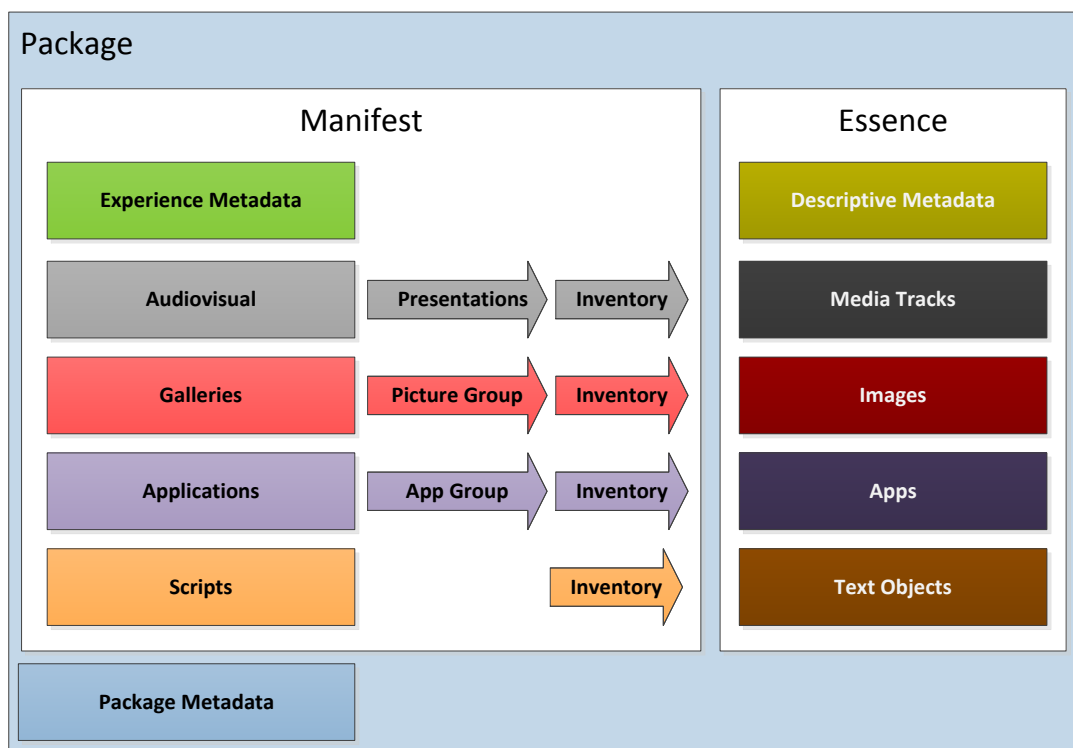 Package
Manifest
Essence
Experience Metadata
Descriptive Metadata
Audiovisual
Presentations
Inventory
Media Tracks
Galleries
Picture Group
Inventory
Images
Applications
App Group
Inventory
Apps
Scripts
Inventory
Text Objects
Package Metadata